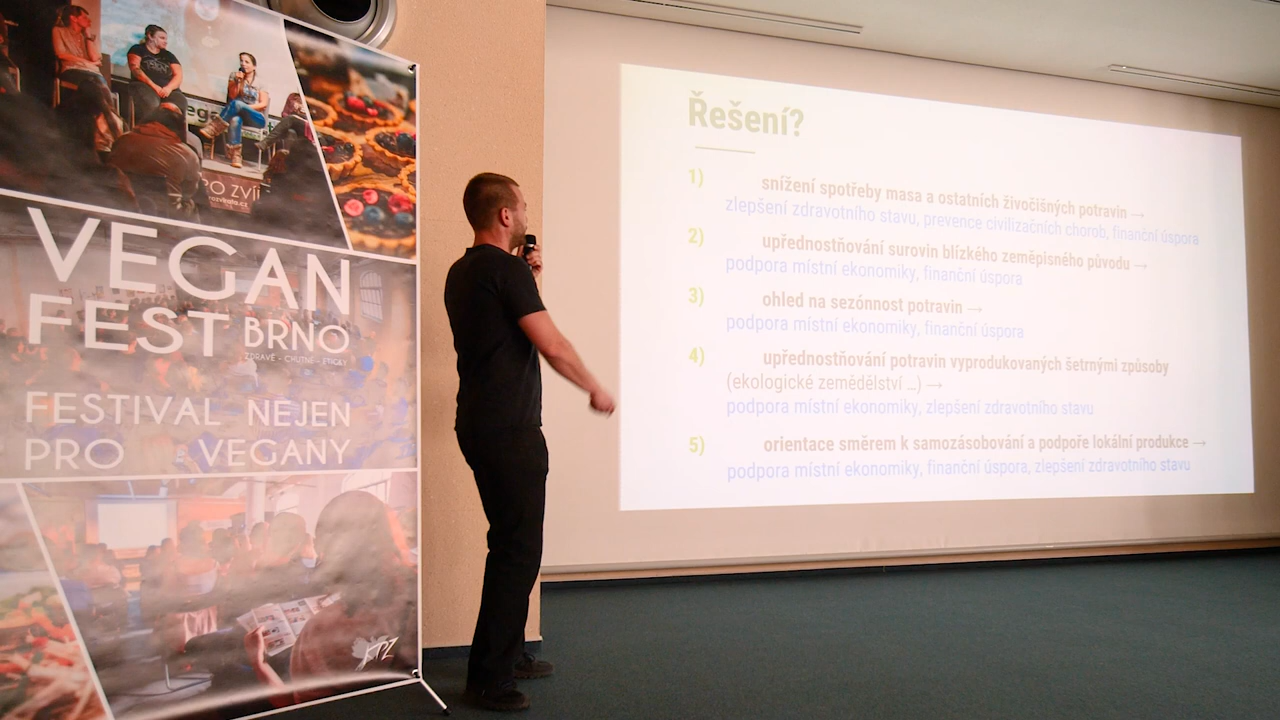 PRO ZVÍ
VEGAN
FEST BRNO
ZDRAVĚ - CHUTNĚ - ETICKY
FESTIVAL NEJEN
PRO VEGANY
KPZ
Řešení?
1) snížení spotřeby masa a ostatních živočišných potravin →
zlepšení zdravotního stavu, prevence civilizačních chorob, finanční úspora
2) upřednostňování surovin blízkého zeměpisného původu →
podpora místní ekonomiky, finanční úspora
3) ohled na sezónnost potravin →
podpora místní ekonomiky, finanční úspora
4) upřednostňování potravin vyprodukovaných šetrnými způsoby
(ekologické zemědělství …) →
podpora místní ekonomiky, zlepšení zdravotního stavu
5) orientace směrem k samozásobování a podpoře lokální produkce →
podpora místní ekonomiky, finanční úspora, zlepšení zdravotního stavu